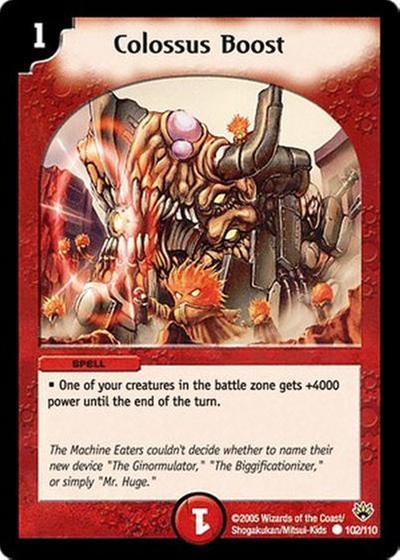 1 Colossus Boost
SPELL
▪ One of your creatures in the battle zone gets +4000
power until the end of the turn.
The Machine Eaters couldn't decide whether to name their
new device "The Ginormulator," "The Biggificationizer,"
or simply "Mr. Huge."
1
©2005 Wizards of the Coast/
Shogakukan/Mitsui-Kids ● 102/110